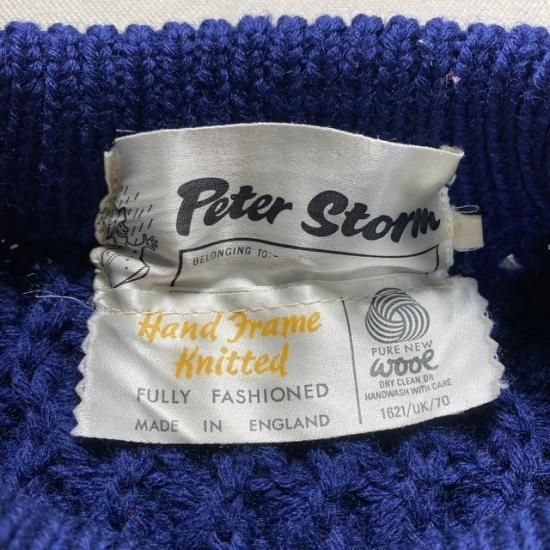 Peter Storm
BELONGING TO:-
Hand Frame
Knitted
FULLY FASHIONED
MADE IN ENGLAND
PURE NEW
wool
DRY CLEAN OR
HANDWASH WITH CARE
1621/UK/70